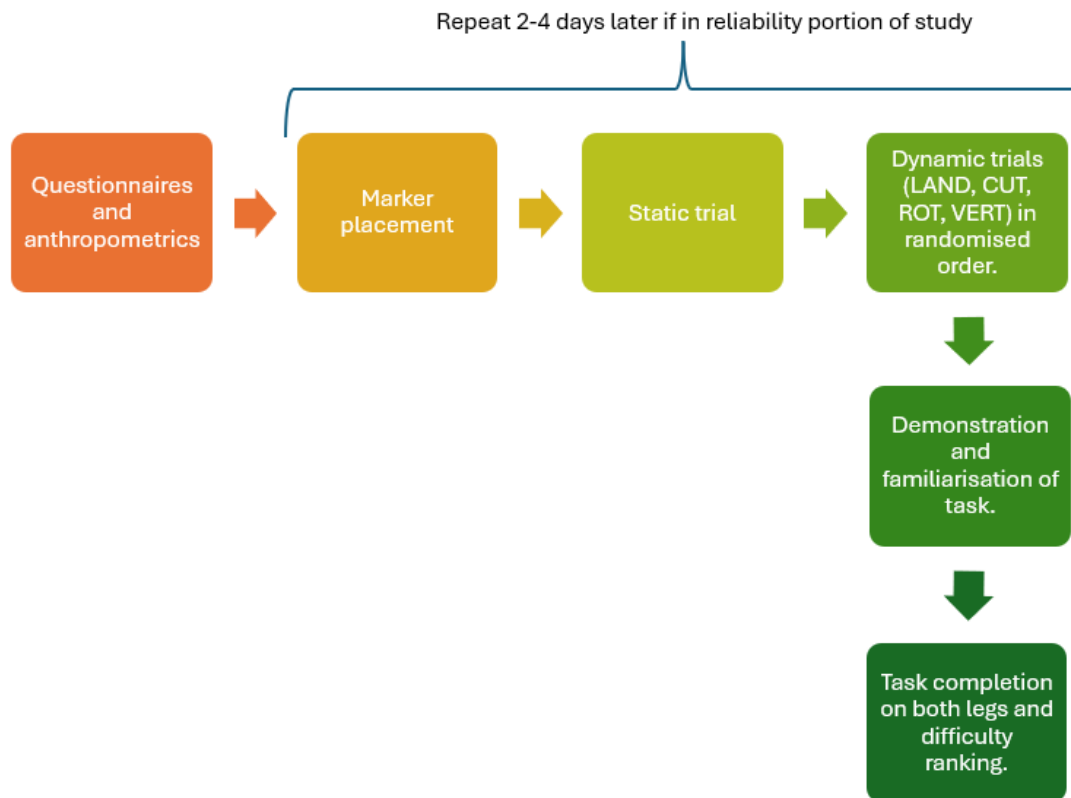 Repeat 2-4 days later if in reliability portion of study
Questionnaires
and
anthropometrics
Marker
placement
Static trial
Dynamic trials
(LAND, CUT,
ROT, VERT) in
randomised
order.
Demonstration
and
familiarisation of
task.
Task completion
on both legs and
difficulty
ranking.